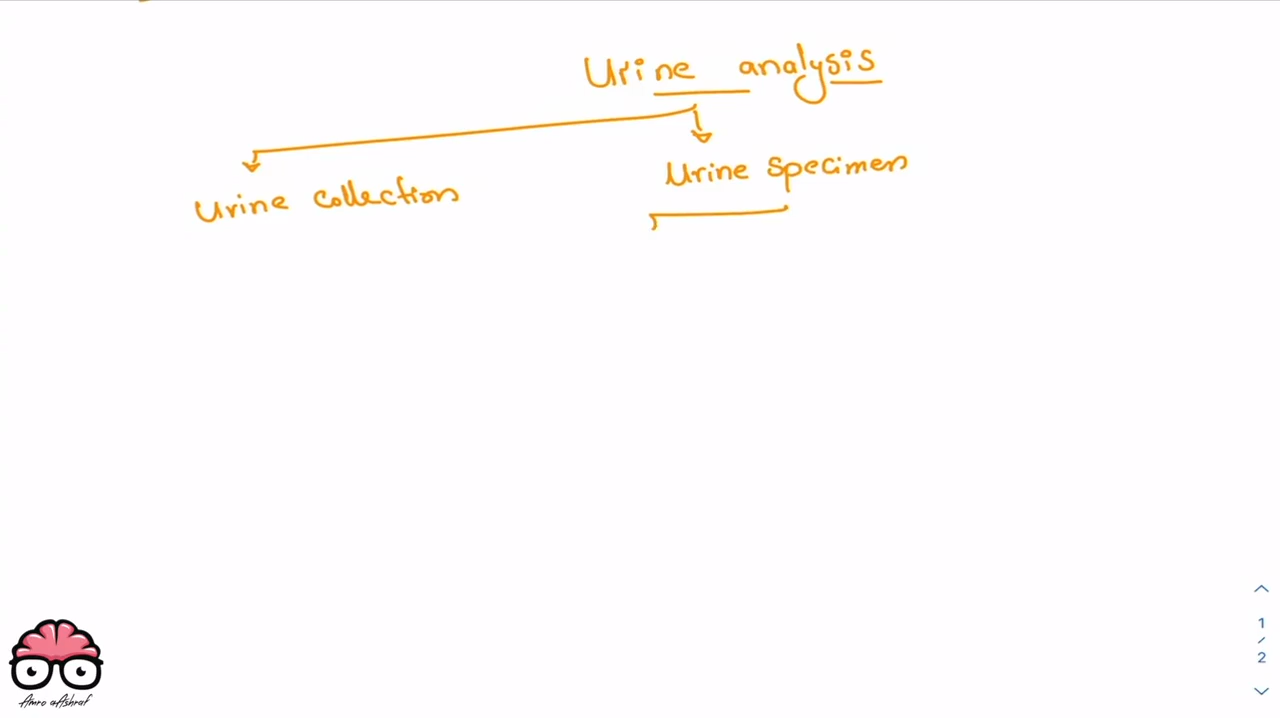 Urine analysis
Urine collection
Urine specimen
Amro Ashraf
1
/
2